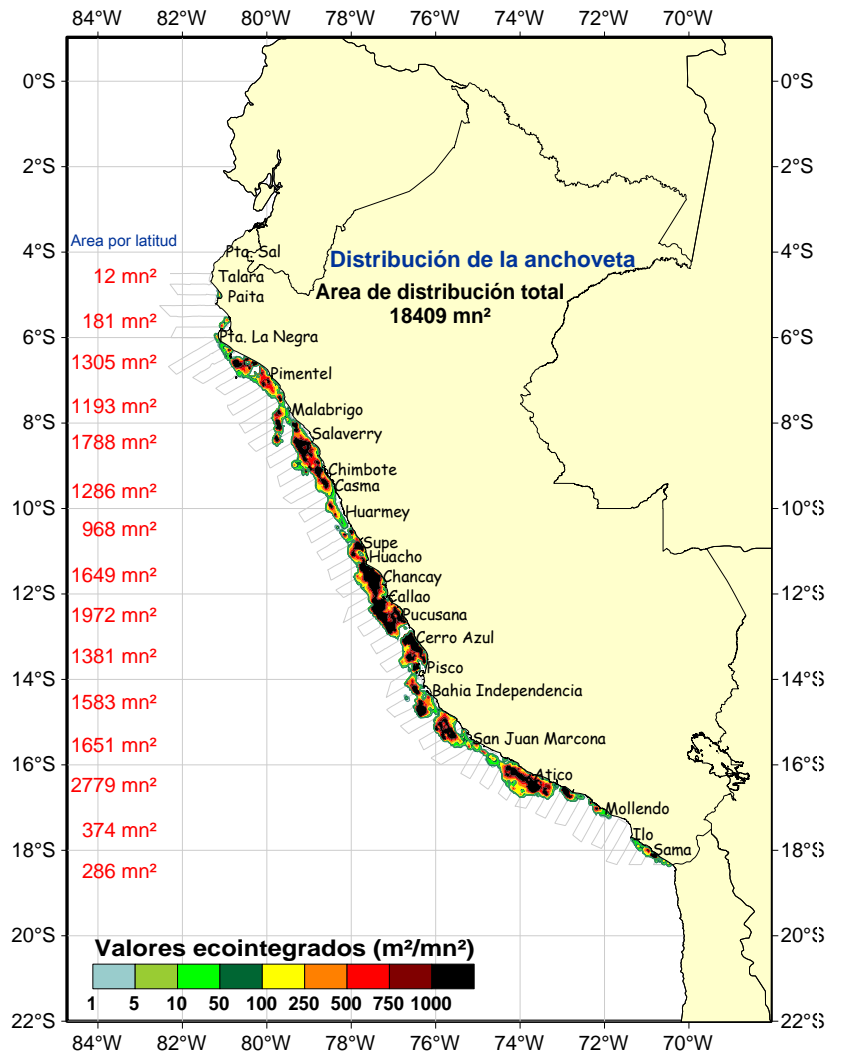 84°W 82°W 80°W 78°W 76°W 74°W 72°W 70°W
0°S 0°S
2°S 2°S
Area por latitud
4°S Pta. Sal 4°S
Distribución de la anchoveta
12 mn² Talara
Area de distribución total
Paita
18409 mn²
181 mn²
6°S Pta. La Negra 6°S
1305 mn²
Pimentel
1193 mn² Malabrigo
8°S 8°S
1788 mn² Salaverry
Chimbote
1286 mn² Casma
10°S Huarmey 10°S
968 mn² Supe
Huacho
1649 mn² Chancay
12°S Callao 12°S
1972 mn² Pucusana
Cerro Azul
1381 mn² Pisco
14°S 14°S
Bahia Independencia
1583 mn²
1651 mn² San Juan Marcona
16°S 16°S
Atico
2779 mn²
Mollendo
374 mn² Ilo
18°S Sama 18°S
286 mn²
20°S 20°S
Valores ecointegrados (m²/mn²)
1 5 10 50 100 250 500 750 1000
22°S 22°S
84°W 82°W 80°W 78°W 76°W 74°W 72°W 70°W